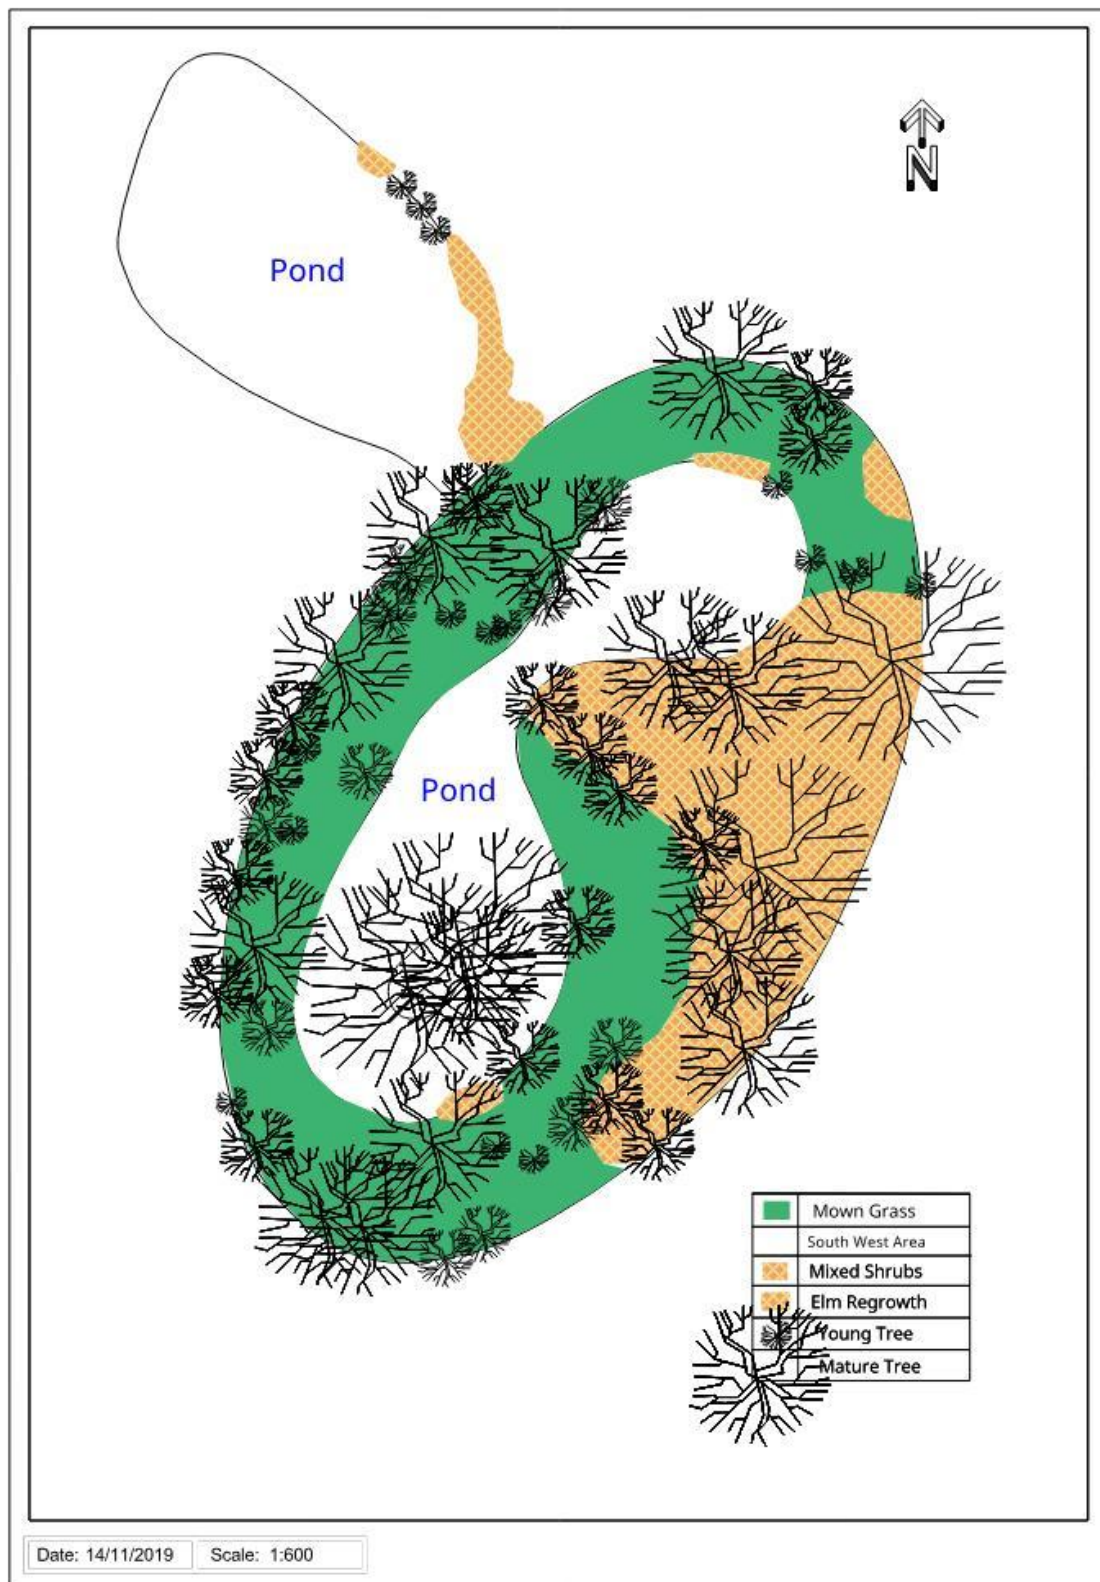 N
Pond
Pond
Mown Grass
South West Area
Mixed Shrubs
Elm Regrowth
Young Tree
Mature Tree
Date: 14/11/2019 Scale: 1:600